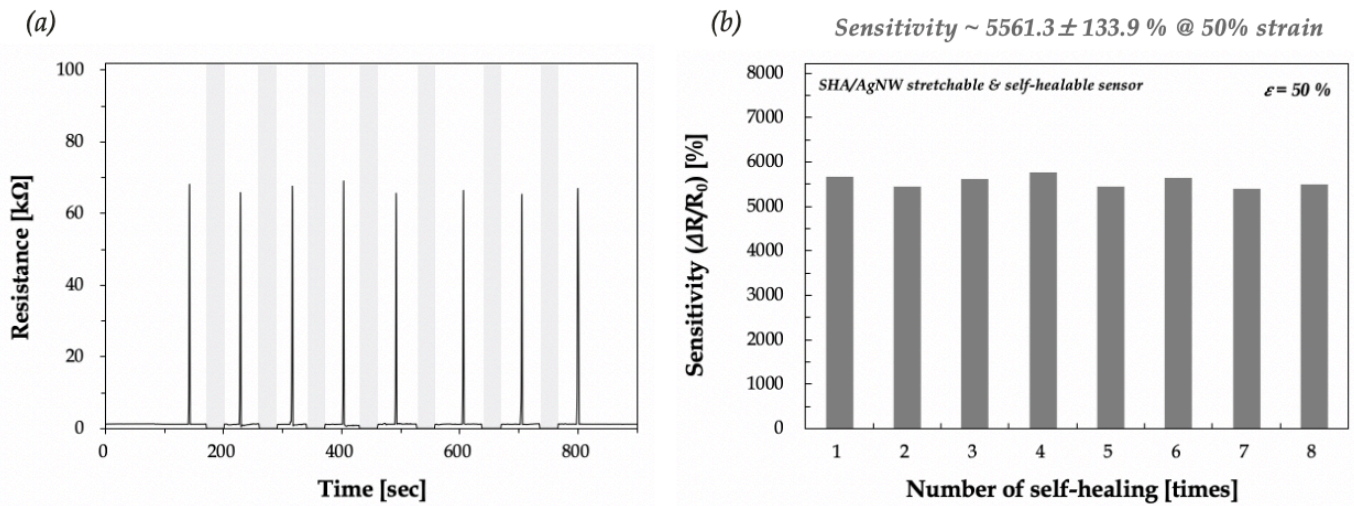 (a)
100
80
60
40
20
0
Resistance [kΩ]
0 200 400 600 800
Time [sec]
(b)
Sensitivity ~ 5561.3 ± 133.9 % @ 50% strain
SHA/AgNW stretchable & self-healable sensor
ε = 50 %
8000
7000
6000
5000
4000
3000
2000
1000
0
Sensitivity (ΔR/R₀) [%]
1 2 3 4 5 6 7 8
Number of self-healing [times]